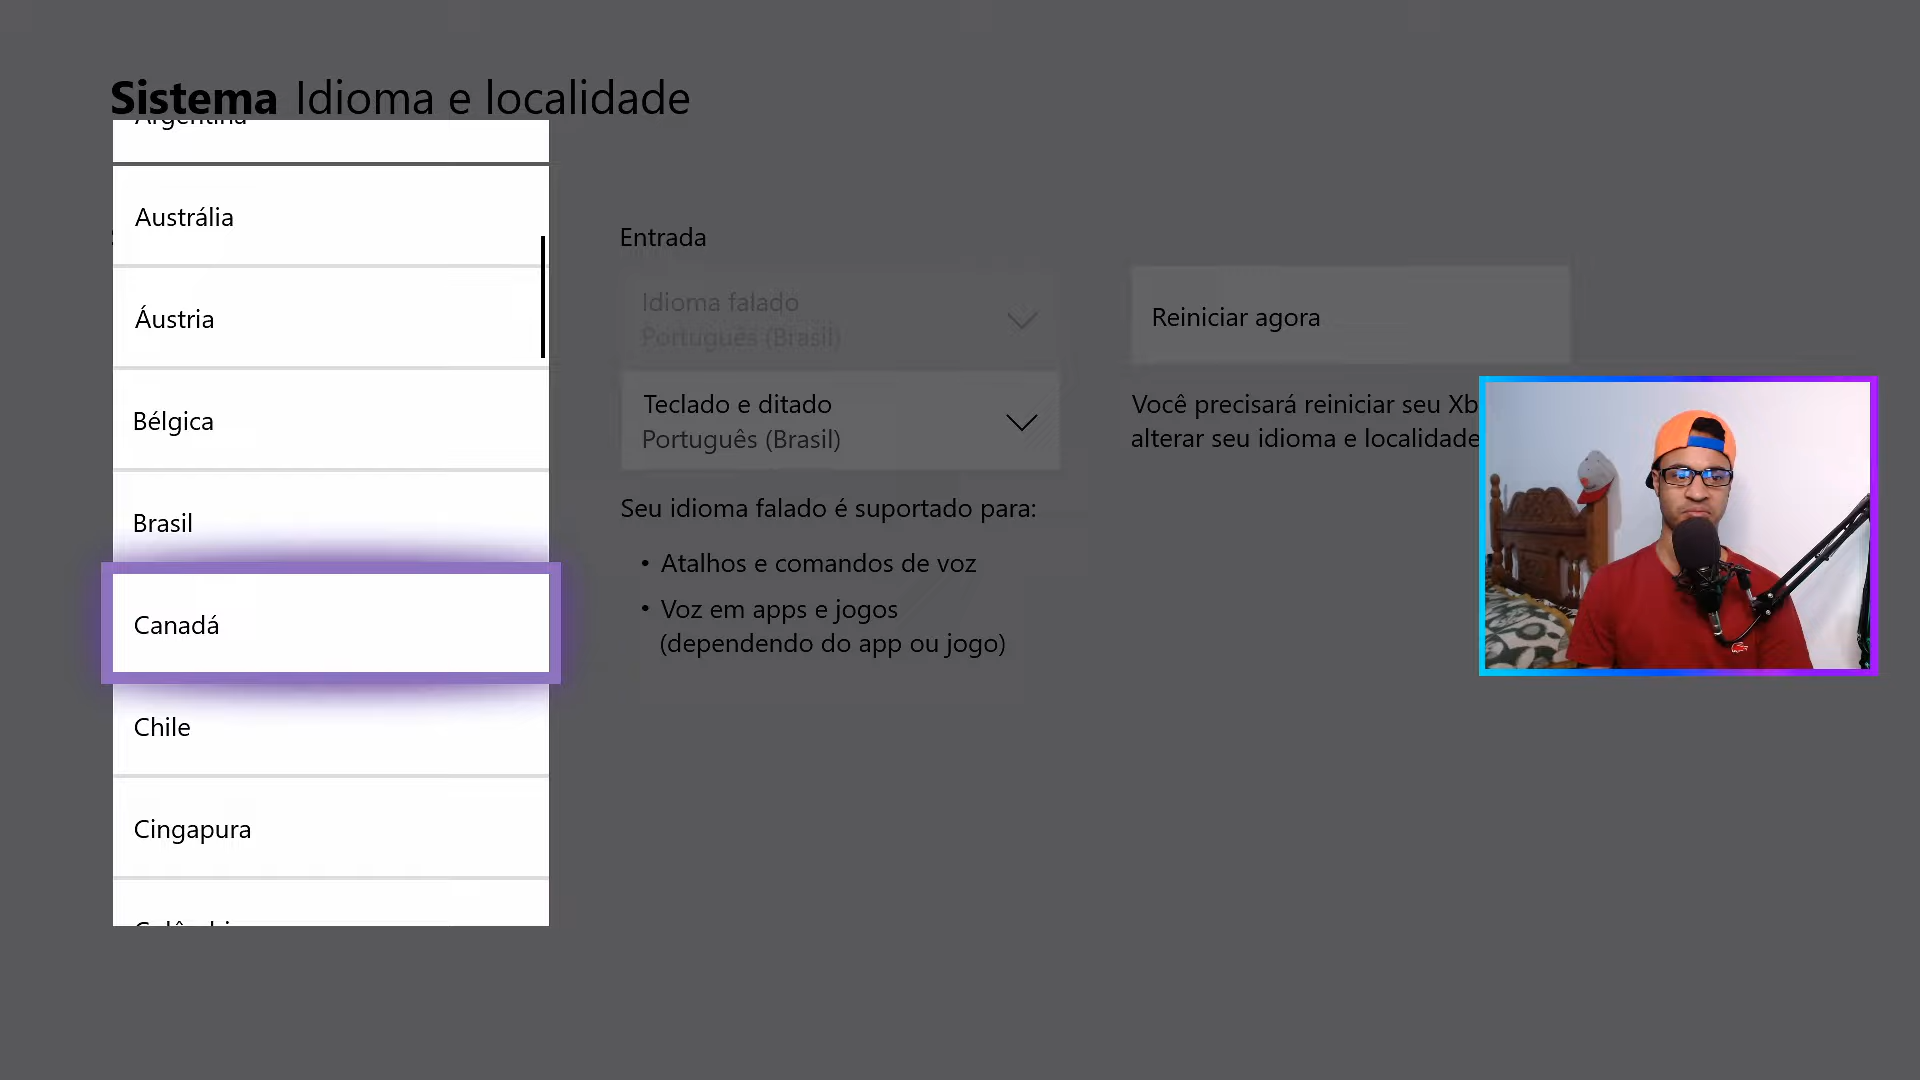 Sistema Idioma e localidade
Argentina
Austrália
Áustria
Bélgica
Brasil
Canadá
Chile
Cingapura
Entrada
Idioma falado
Português (Brasil)
Teclado e ditado
Português (Brasil)
Seu idioma falado é suportado para:
• Atalhos e comandos de voz
• Voz em apps e jogos
(dependendo do app ou jogo)
Reiniciar agora
Você precisará reiniciar seu Xb
alterar seu idioma e localidade